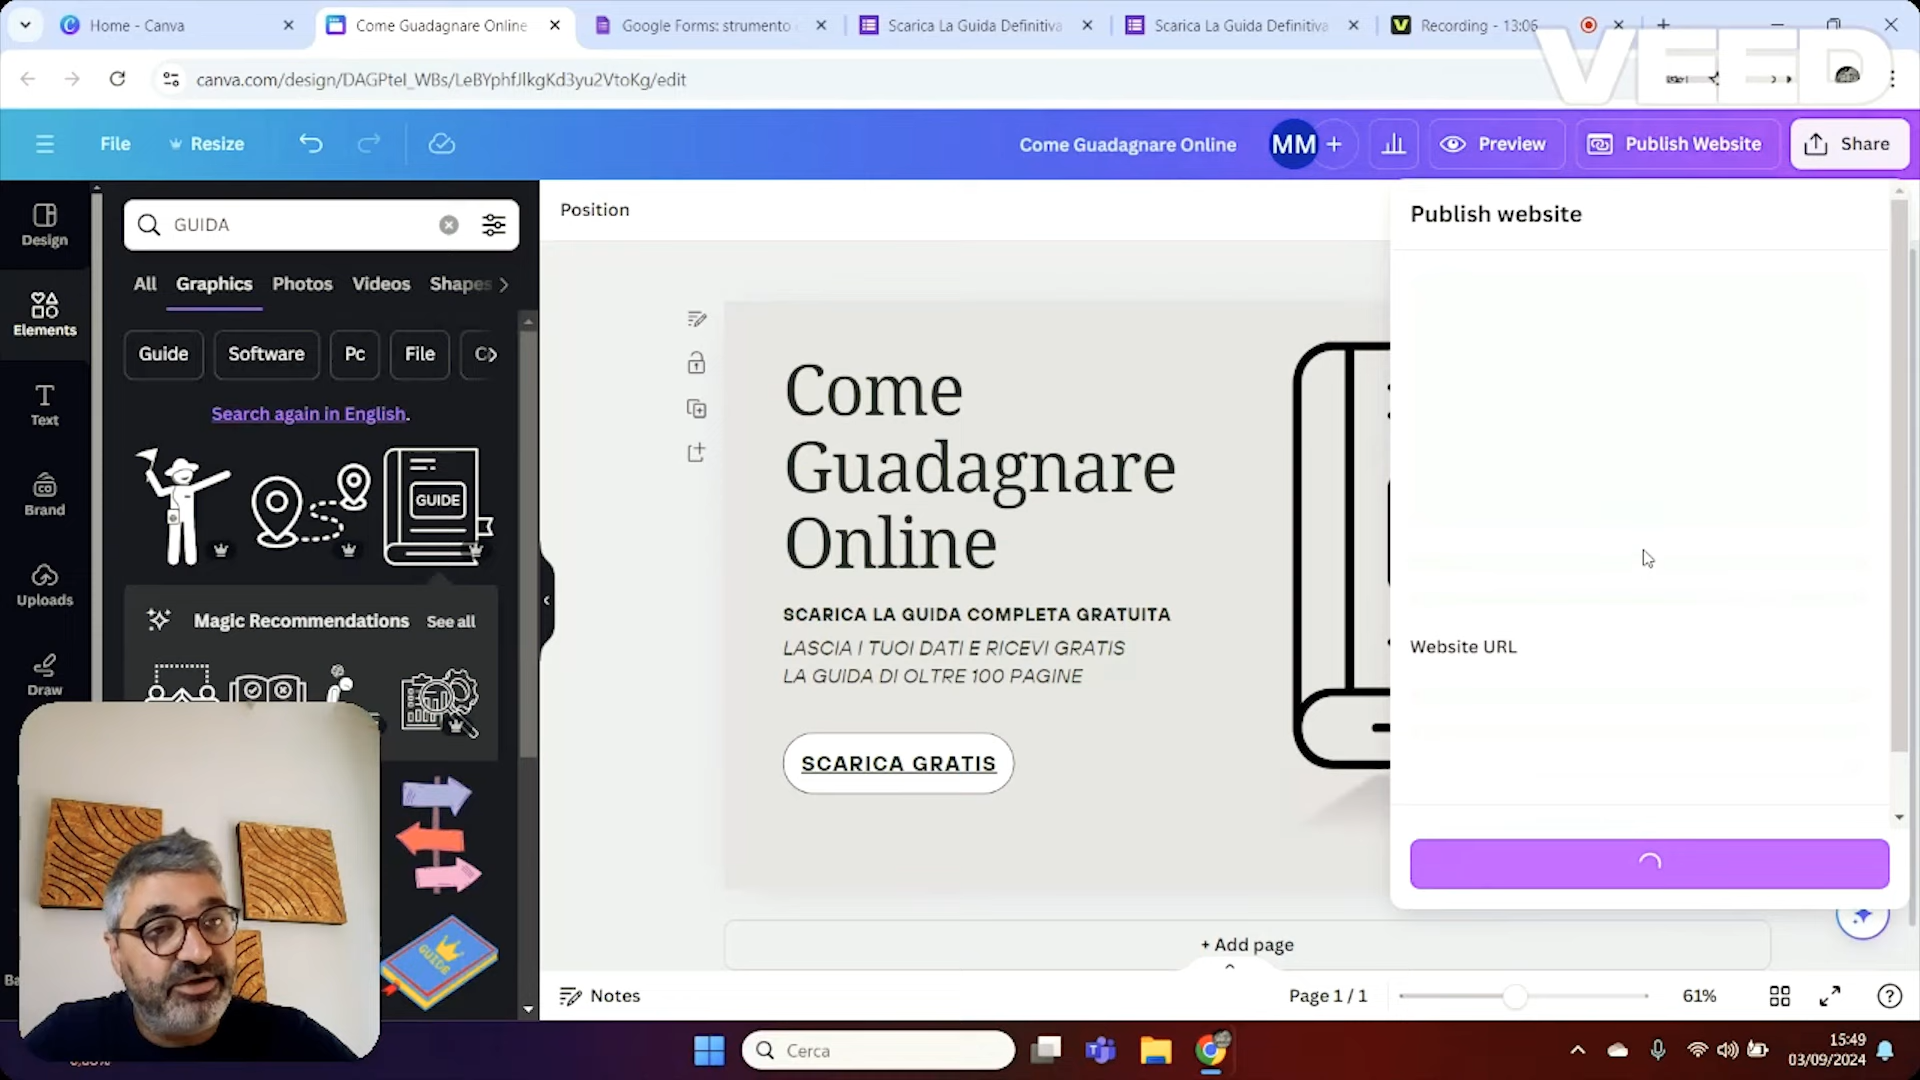 Home - Canva
Come Guadagnare Online
Google Forms: strumento
Scarica La Guida Definitiva
Scarica La Guida Definitiva
Recording - 13:06
VEED
canva.com/design/DAGPtel_WBs/LeBYphfJlkgKd3yu2VtoKg/edit
File
Resize
Come Guadagnare Online
MM
Preview
Publish Website
Share
Design
Elements
Text
Brand
Uploads
Draw
GUIDA
All
Graphics
Photos
Videos
Shapes
Guide
Software
Pc
File
Search again in English.
GUIDE
Magic Recommendations
See all
GUIDE
Position
Come
Guadagnare
Online
SCARICA LA GUIDA COMPLETA GRATUITA
LASCIA I TUOI DATI E RICEVI GRATIS
LA GUIDA DI OLTRE 100 PAGINE
SCARICA GRATIS
Publish website
Website URL
+ Add page
Notes
Page 1 / 1
61%
Cerca
15:49
03/09/2024